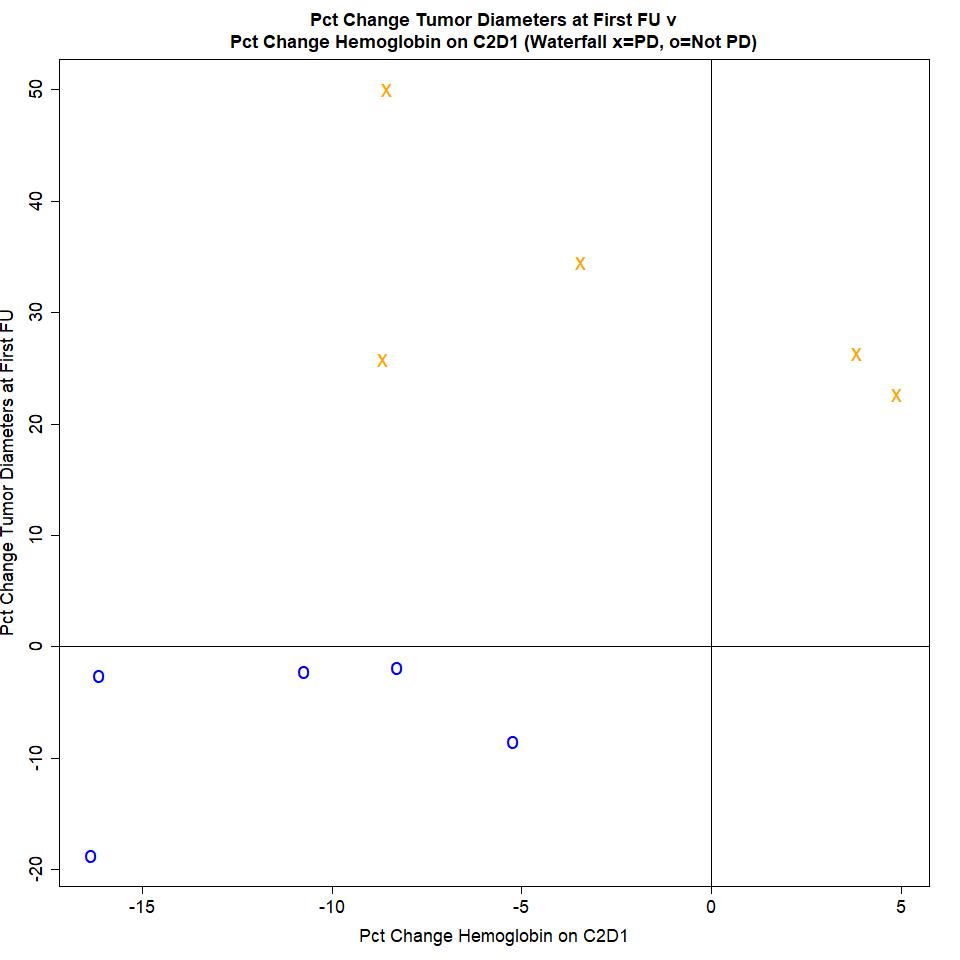 Pct Change Tumor Diameters at First FU v
Pct Change Hemoglobin on C2D1 (Waterfall x=PD, o=Not PD)
Pct Change Tumor Diameters at First FU
50
40
30
20
10
0
-10
-20
X
X
X
X
X
O
O
O
O
O
-15
-10
-5
0
5
Pct Change Hemoglobin on C2D1